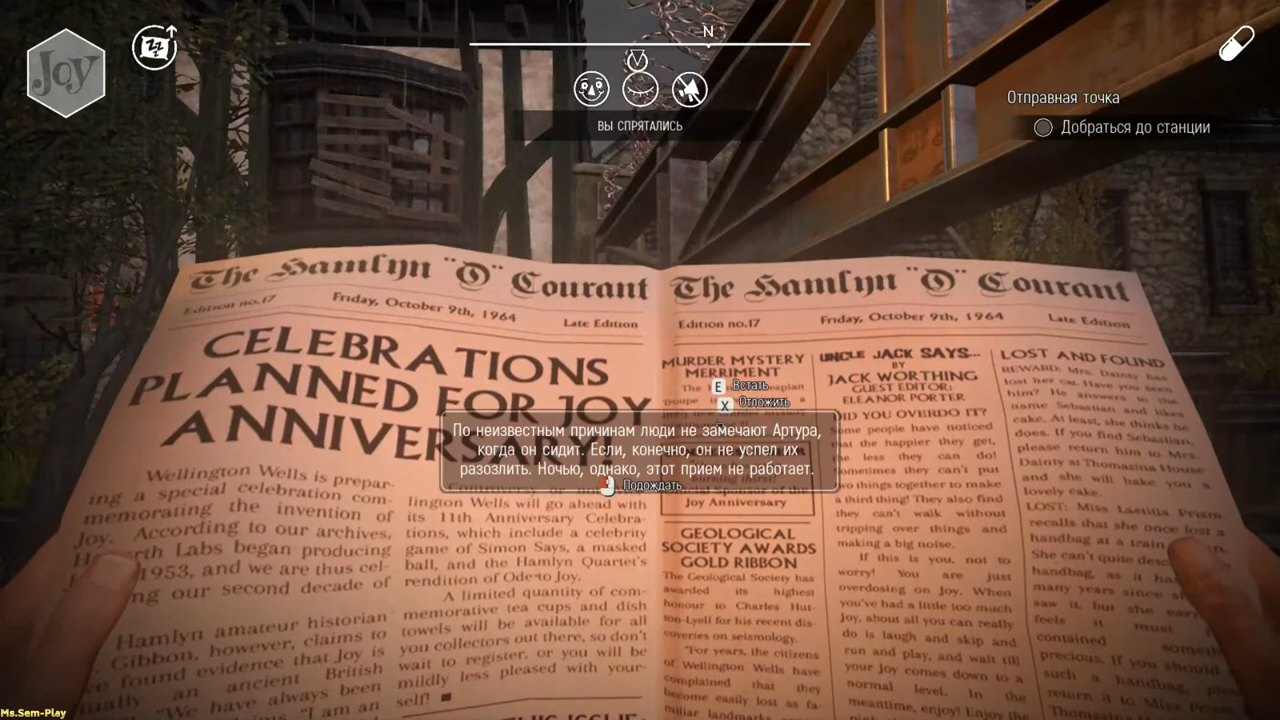 Joy
N
ВЫ СПРЯТАЛИСЬ
Отправная точка
Добраться до станции
The Hamlyn "O" Courant
Edition no.17
Friday, October 9th, 1964
Late Edition
CELEBRATIONS
PLANNED FOR JOY
ANNIVERSARY!
Wellington Wells is prepar-
ing a special celebration com-
memorating the invention of
Joy. According to our archives,
Labs began producing
1953, and we are thus cel-
ng our second decade of
Hamlyn amateur historian
Gibbon, however, claims to
ve found evidence that Joy is
an ancient British
"We have always been
"I am an
lington Wells will go ahead with
its 11th Anniversary Celebra-
tions, which include a celebrity
game of Simon Says, a masked
ball, and the Hamlyn Quartet's
rendition of Ode to Joy.
A limited quantity of com-
memorative tea cups and dish
towels will be available for all
you collectors out there, so don't
wait to register, or you will be
mildly less pleased with your-
self!
The Hamlyn "O" Courant
Edition no.17
Friday, October 9th, 1964
Late Edition
MURDER MYSTERY
MERRIMENT
E Встать
X Отложить
По неизвестным причинам люди не замечают Артура,
когда он сидит. Если, конечно, он не успел их
разозлить. Ночью, однако, этот прием не работает.
Подождать
Sponsor of the
Joy Anniversary
GEOLOGICAL
SOCIETY AWARDS
GOLD RIBBON
The Geological Society has
awarded its highest
honour to Charles Hut-
ton-Lyell for his recent dis-
coveries on seismology.
"For years, the citizens
of Wellington Wells have
complained that they
become easily lost as fa-
miliar landmarks
UNCLE JACK SAYS...
BY
JACK WORTHING
GUEST EDITOR:
ELEANOR PORTER
DID YOU OVERDO IT?
Some people have noticed
that the happier they get,
the less they can do!
Sometimes they can't put
two things together to make
a third thing! They also find
they can't walk without
tripping over things and
making a big noise.
If this is you, not to
worry! You are just
overdosing on Joy. When
you've had a little too much
Joy, about all you can really
do is laugh and skip and
run and play, and wait till
your Joy comes down to a
normal level. In the
meantime, enjoy! Enjoy
LOST AND FOUND
REWARD: Mrs. Dainty has
lost her cat. Have you seen
him? He answers to the
name Sebastian and likes
cake. At least, she thinks he
does. If you find Sebastian,
please return him to Mrs.
Dainty at Thomasina House
and she will bake you a
lovely cake.
LOST: Miss Laetitia Prism
recalls that she once lost a
handbag at a train
She can't quite
handbag, as it
many years since
saw it, but she
feels it must
contained
precious. If you should
such a handbag,
return it to Miss
Ms.Sem-Play